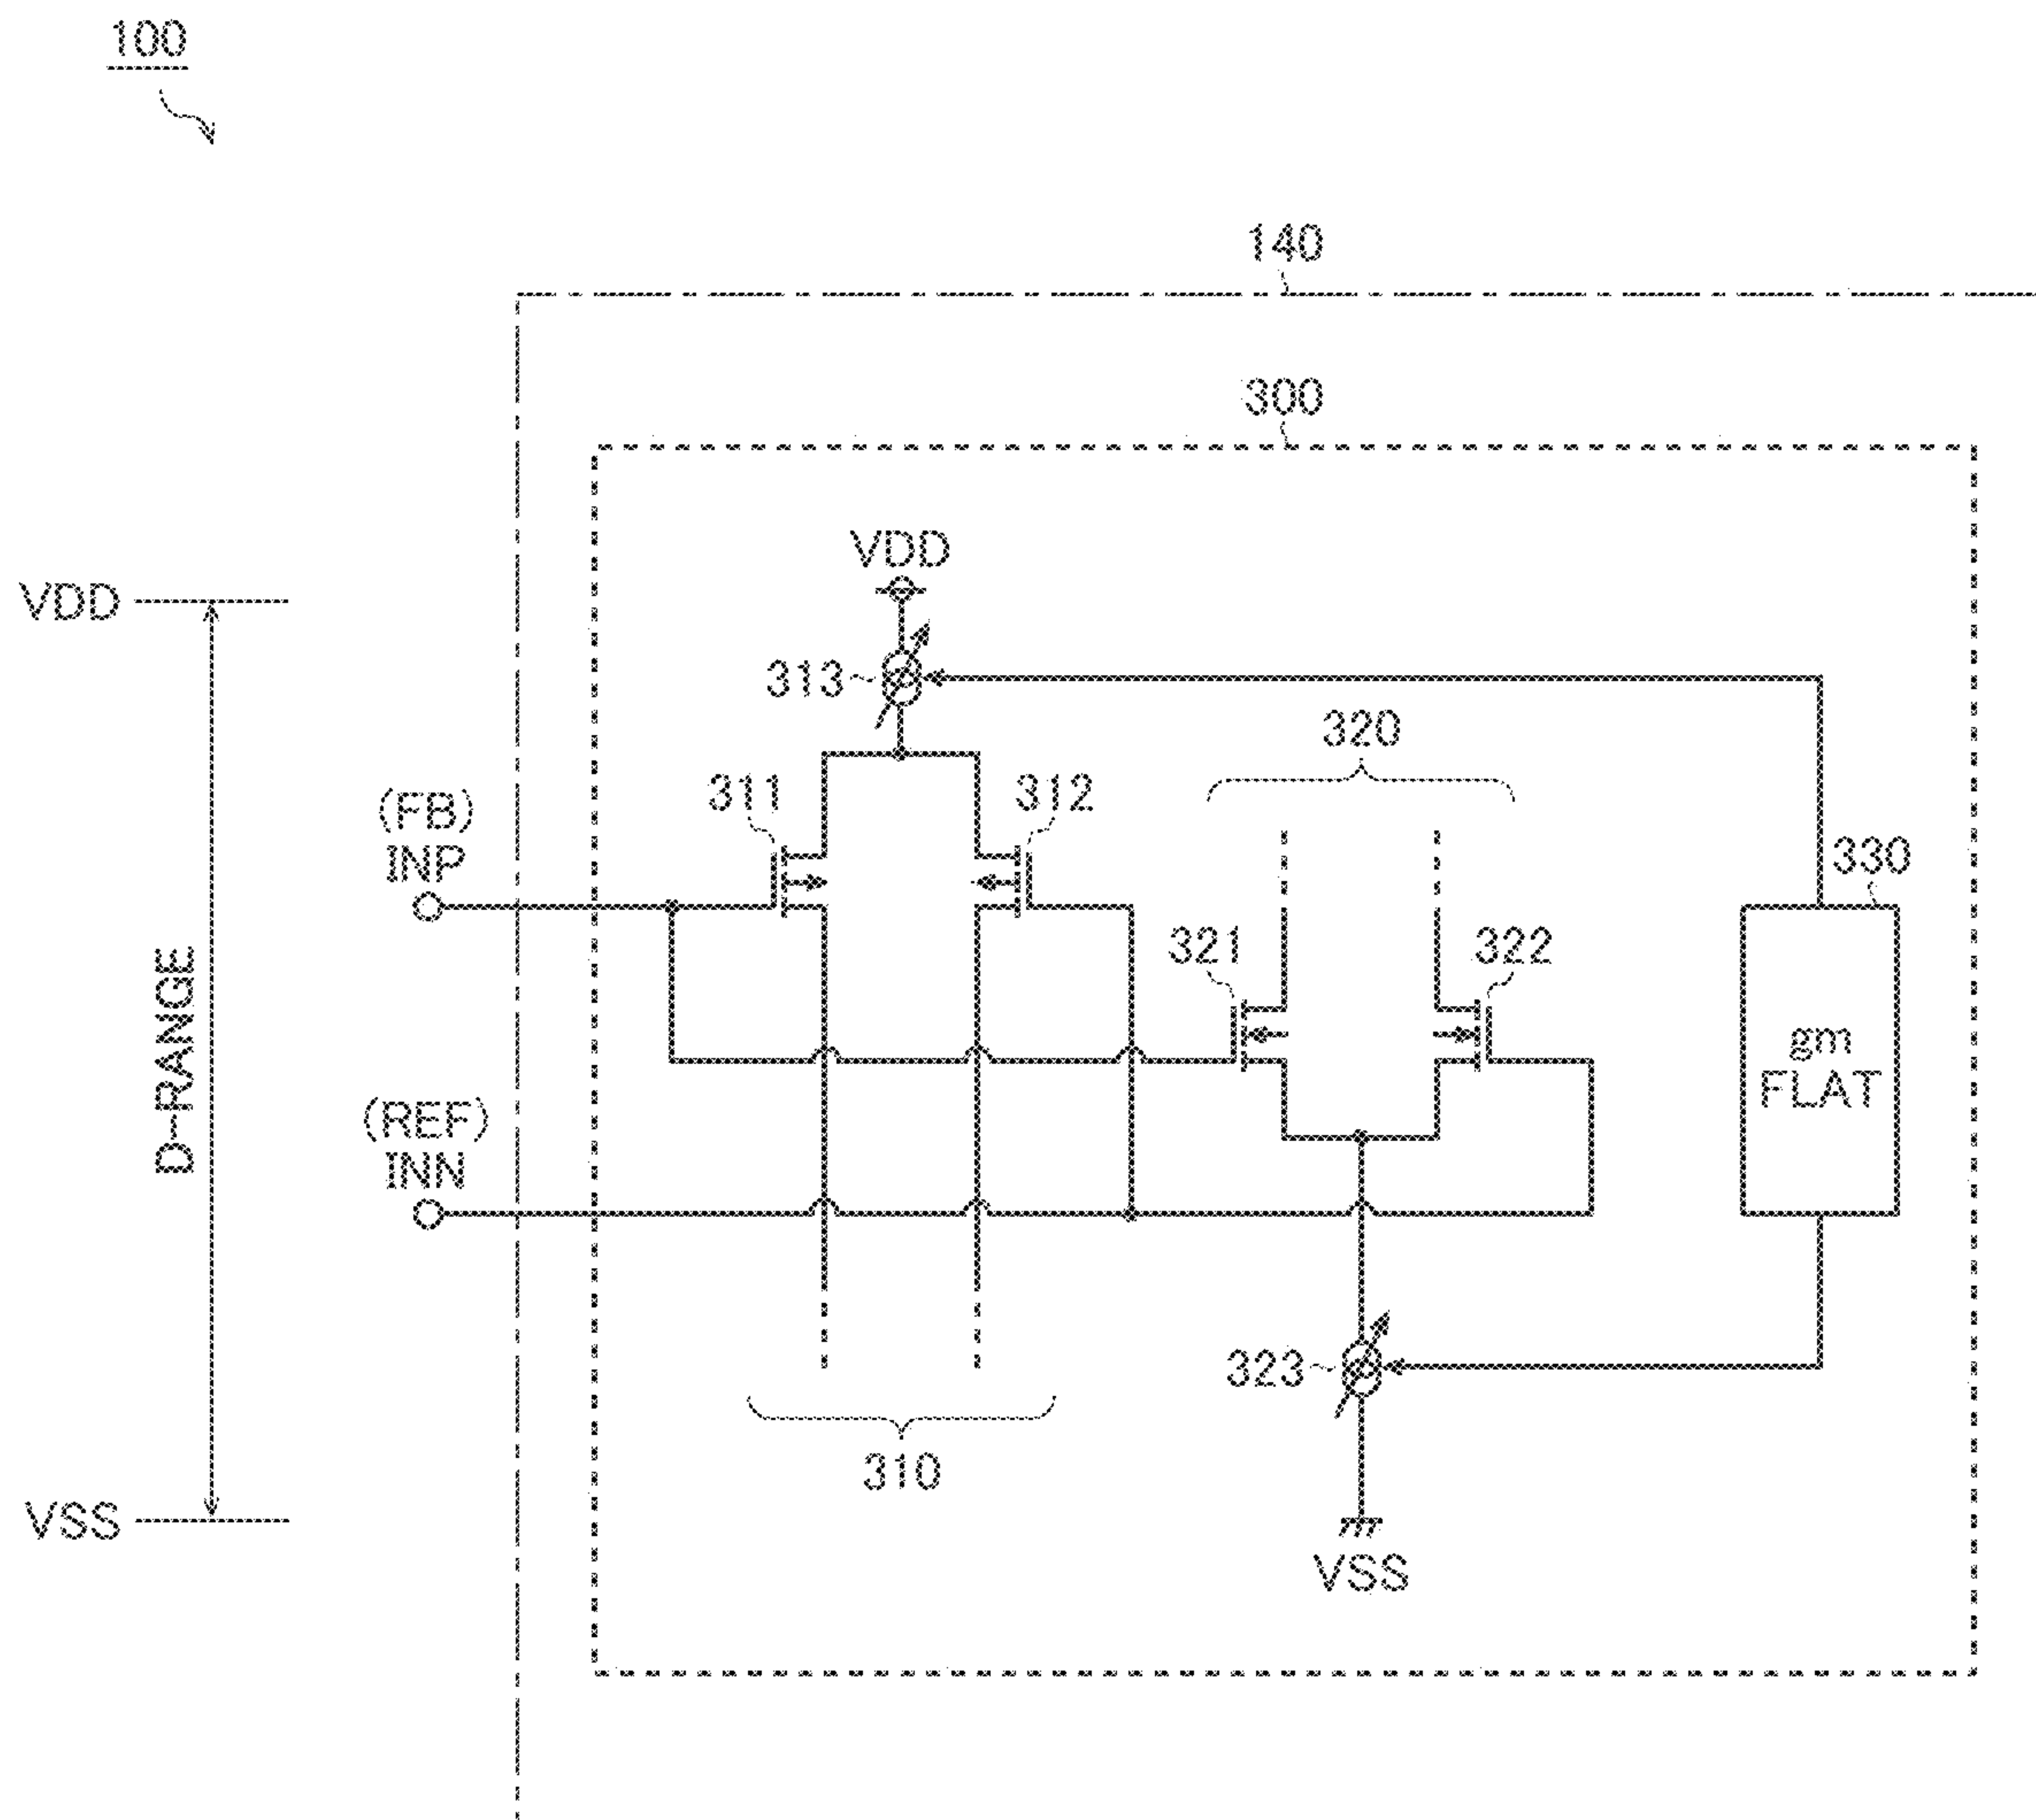 100
140
300
VDD
VDD
313
320
311
312
(FB)
INP
330
321
322
D-RANGE
gm
FLAT
(REF)
INN
323
310
VSS
VSS